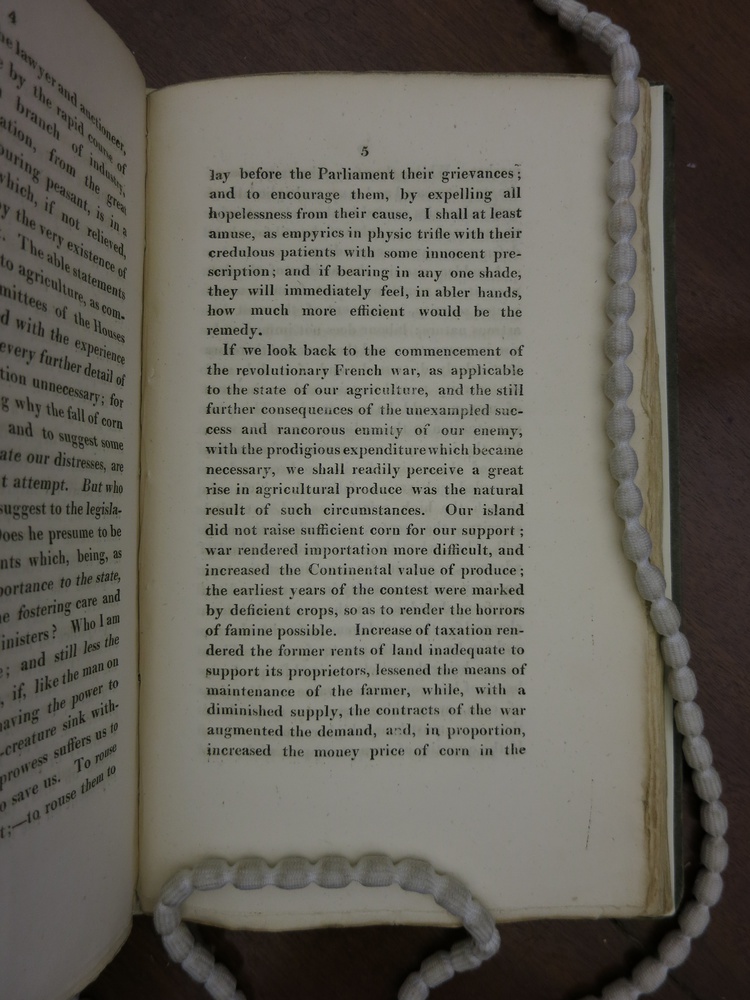 4
he lawyer and auctioneer,
e by the rapid course of
branch of industry,
ation, from the great
ouring peasant, is in a
which, if not relieved,
by the very existence of
. The able statements
to agriculture, as com-
mittees of the Houses
d with the experience
every further detail of
tion unnecessary; for
g why the fall of corn
and to suggest some
ate our distresses, are
t attempt. But who
suggest to the legisla-
Does he presume to be
nts which, being, as
portance to the state,
e fostering care and
inisters? Who I am
; and still less the
, if, like the man on
having the power to
-creature sink with-
prowess suffers us to
o save us. To rouse
t;—to rouse them to
5
lay before the Parliament their grievances;
and to encourage them, by expelling all
hopelessness from their cause, I shall at least
amuse, as empyrics in physic trifle with their
credulous patients with some innocent pre-
scription; and if bearing in any one shade,
they will immediately feel, in abler hands,
how much more efficient would be the
remedy.
If we look back to the commencement of
the revolutionary French war, as applicable
to the state of our agriculture, and the still
further consequences of the unexampled suc-
cess and rancorous enmity of our enemy,
with the prodigious expenditure which became
necessary, we shall readily perceive a great
rise in agricultural produce was the natural
result of such circumstances. Our island
did not raise sufficient corn for our support;
war rendered importation more difficult, and
increased the Continental value of produce;
the earliest years of the contest were marked
by deficient crops, so as to render the horrors
of famine possible. Increase of taxation ren-
dered the former rents of land inadequate to
support its proprietors, lessened the means of
maintenance of the farmer, while, with a
diminished supply, the contracts of the war
augmented the demand, and, in proportion,
increased the money price of corn in the